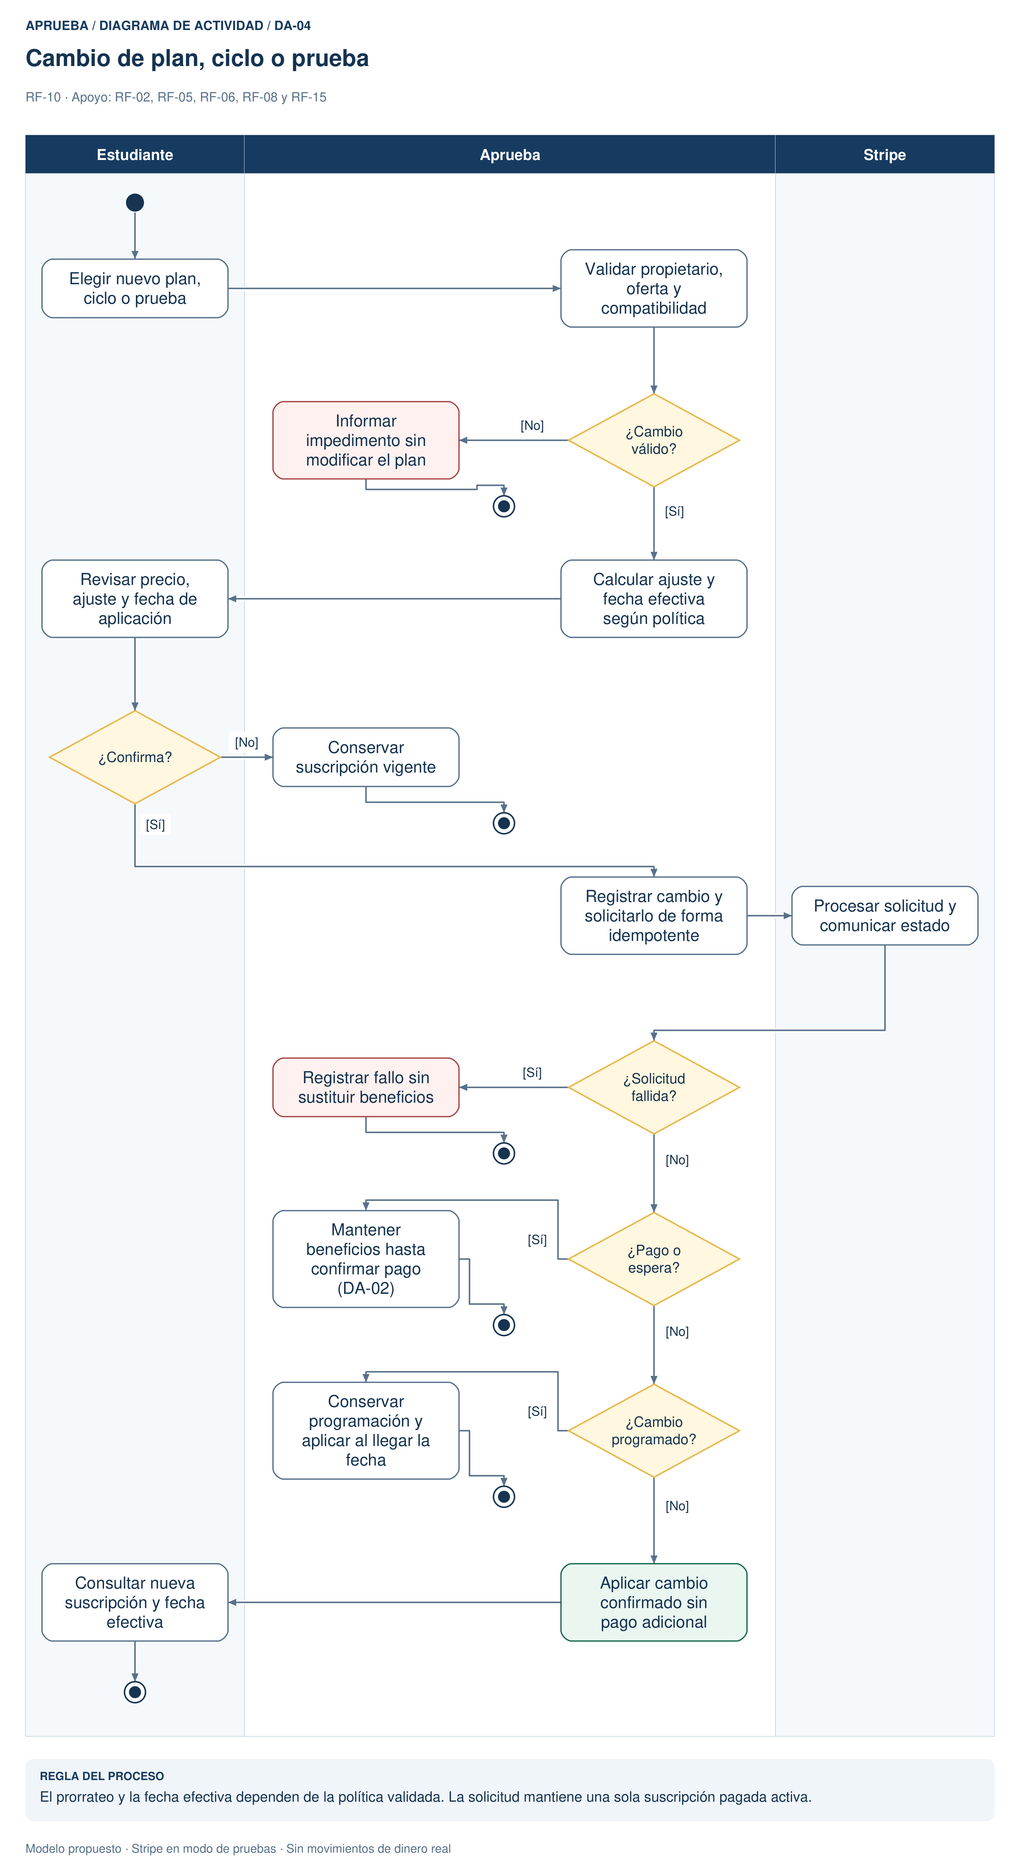 APRUEBA / DIAGRAMA DE ACTIVIDAD / DA-04
Cambio de plan, ciclo o prueba
RF-10 · Apoyo: RF-02, RF-05, RF-06, RF-08 y RF-15
Estudiante
Aprueba
Stripe
Elegir nuevo plan,
ciclo o prueba
Validar propietario,
oferta y
compatibilidad
¿Cambio
válido?
[No]
Informar
impedimento sin
modificar el plan
[Sí]
Calcular ajuste y
fecha efectiva
según política
Revisar precio,
ajuste y fecha de
aplicación
¿Confirma?
[No]
Conservar
suscripción vigente
[Sí]
Registrar cambio y
solicitarlo de forma
idempotente
Procesar solicitud y
comunicar estado
¿Solicitud
fallida?
[Sí]
Registrar fallo sin
sustituir beneficios
[No]
¿Pago o
espera?
[Sí]
Mantener
beneficios hasta
confirmar pago
(DA-02)
[No]
¿Cambio
programado?
[Sí]
Conservar
programación y
aplicar al llegar la
fecha
[No]
Aplicar cambio
confirmado sin
pago adicional
Consultar nueva
suscripción y fecha
efectiva
REGLA DEL PROCESO
El prorrateo y la fecha efectiva dependen de la política validada. La solicitud mantiene una sola suscripción pagada activa.
Modelo propuesto · Stripe en modo de pruebas · Sin movimientos de dinero real